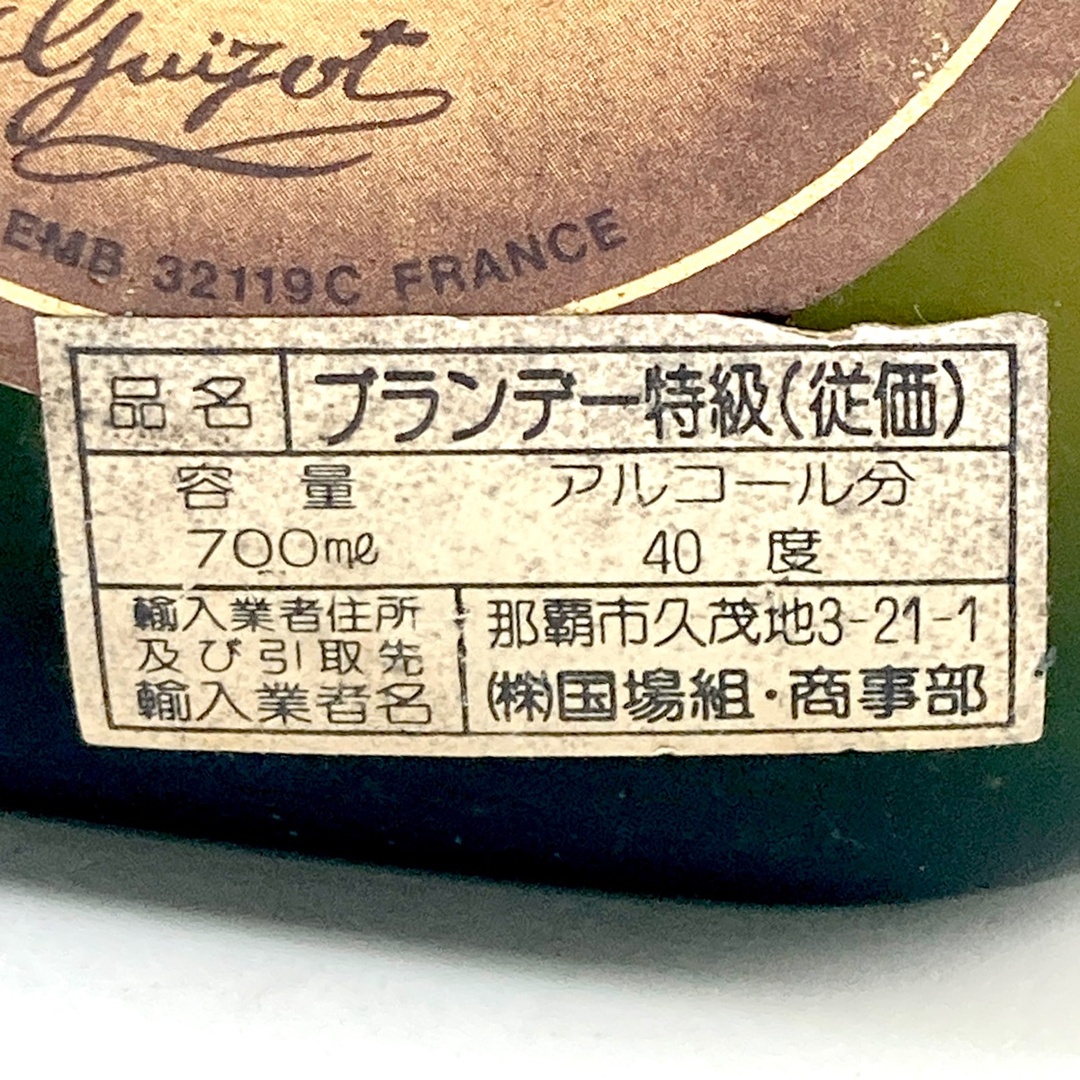 Guizot
EMB 32119C FRANCE
品名 ブランデー特級(従価)
容量 アルコール分
700ml 40 度
輸入業者住所 那覇市久茂地3-21-1
及び引取先
輸入業者名 (株)国場組・商事部